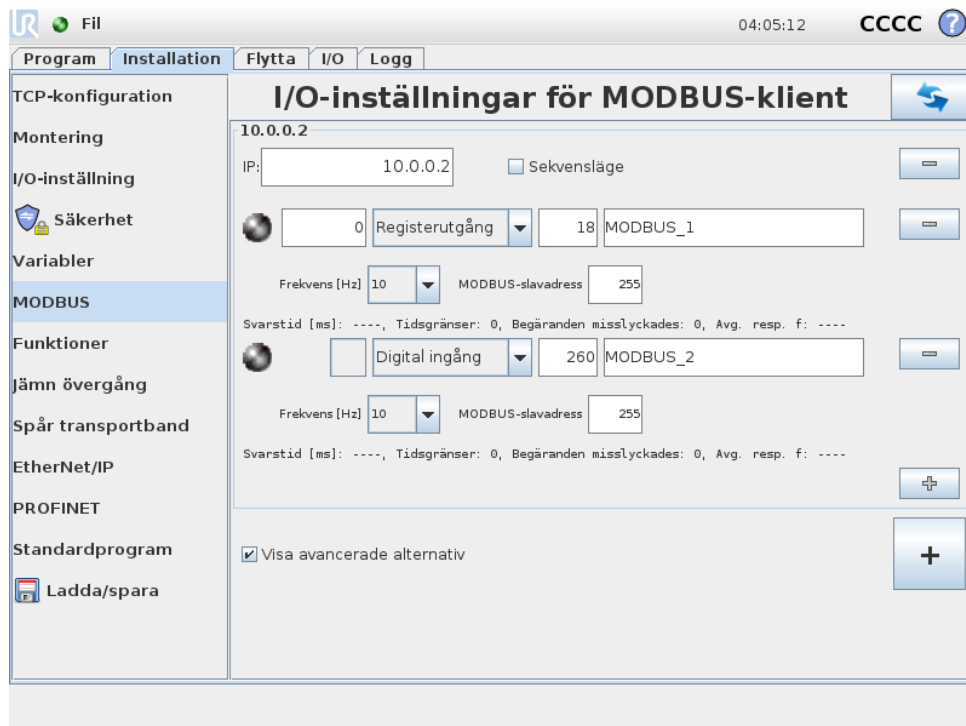 UR Fil 04:05:12 CCCC ?
Program Installation Flytta I/O Logg
TCP-konfiguration
Montering
I/O-inställning
Säkerhet
Variabler
MODBUS
Funktioner
Jämn övergång
Spår transportband
EtherNet/IP
PROFINET
Standardprogram
Ladda/spara
I/O-inställningar för MODBUS-klient
10.0.0.2
IP: 10.0.0.2 Sekvensläge
0 Registerutgång 18 MODBUS_1
Frekvens [Hz] 10 MODBUS-slavadress 255
Svarstid [ms]: ----, Tidsgränser: 0, Begäranden misslyckades: 0, Avg. resp. f: ----
Digital ingång 260 MODBUS_2
Frekvens [Hz] 10 MODBUS-slavadress 255
Svarstid [ms]: ----, Tidsgränser: 0, Begäranden misslyckades: 0, Avg. resp. f: ----
Visa avancerade alternativ